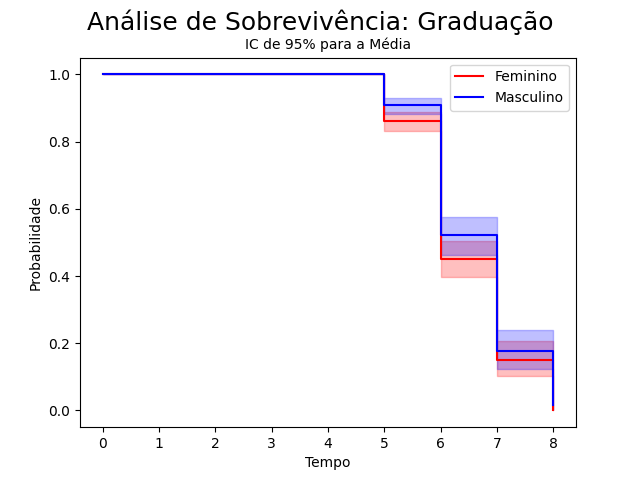 Análise de Sobrevivência: Graduação
IC de 95% para a Média
Feminino
Masculino
Probabilidade
1.0
0.8
0.6
0.4
0.2
0.0
0 1 2 3 4 5 6 7 8
Tempo